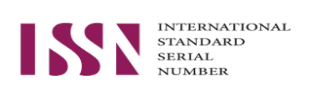 ISSN
INTERNATIONAL
STANDARD
SERIAL
NUMBER